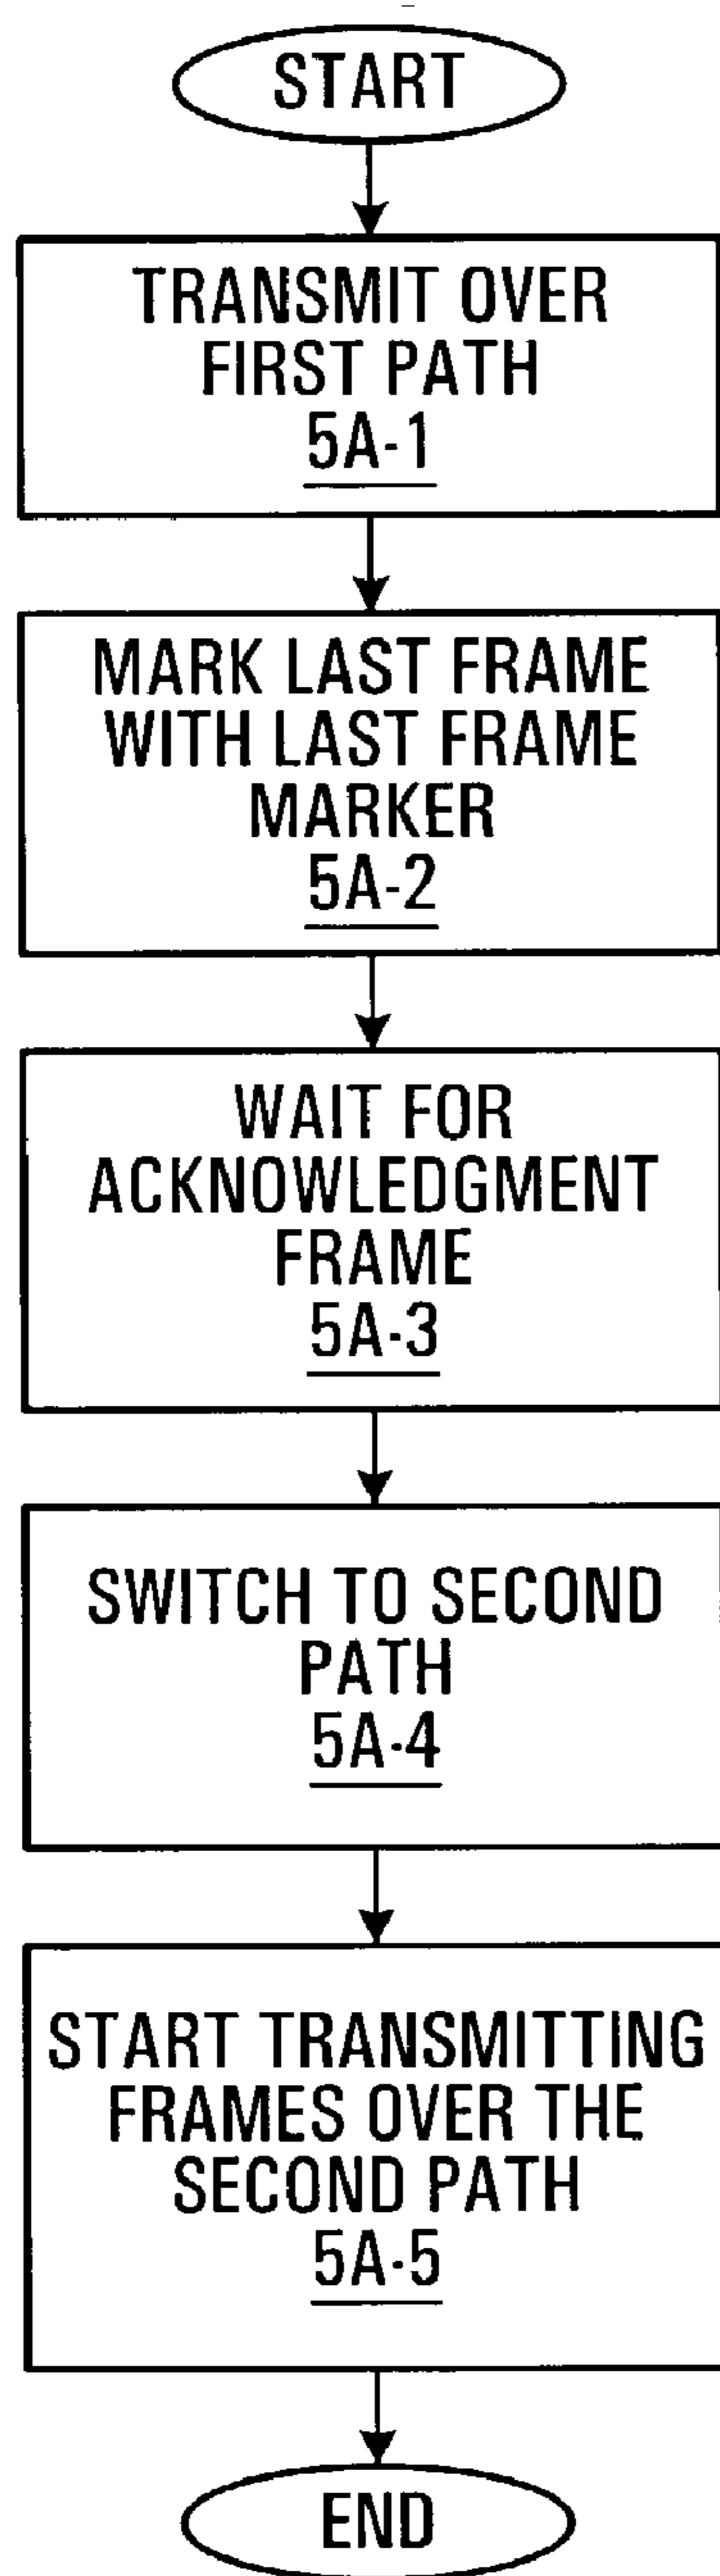 START
TRANSMIT OVER
FIRST PATH
5A-1
MARK LAST FRAME
WITH LAST FRAME
MARKER
5A-2
WAIT FOR
ACKNOWLEDGMENT
FRAME
5A-3
SWITCH TO SECOND
PATH
5A-4
START TRANSMITTING
FRAMES OVER THE
SECOND PATH
5A-5
END